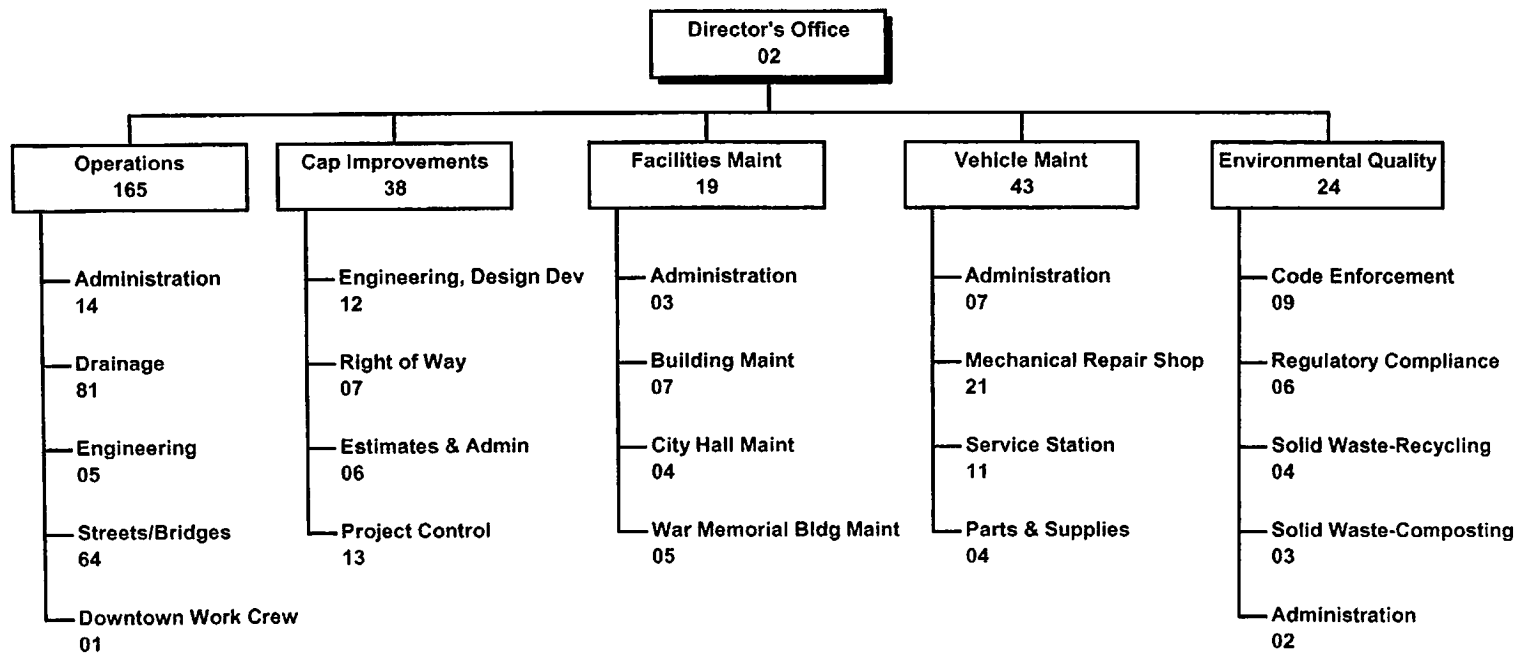 Director's Office
02
Operations
165
Administration
14
Drainage
81
Engineering
05
Streets/Bridges
64
Downtown Work Crew
01
Cap Improvements
38
Engineering, Design Dev
12
Right of Way
07
Estimates & Admin
06
Project Control
13
Facilities Maint
19
Administration
03
Building Maint
07
City Hall Maint
04
War Memorial Bldg Maint
05
Vehicle Maint
43
Administration
07
Mechanical Repair Shop
21
Service Station
11
Parts & Supplies
04
Environmental Quality
24
Code Enforcement
09
Regulatory Compliance
06
Solid Waste-Recycling
04
Solid Waste-Composting
03
Administration
02